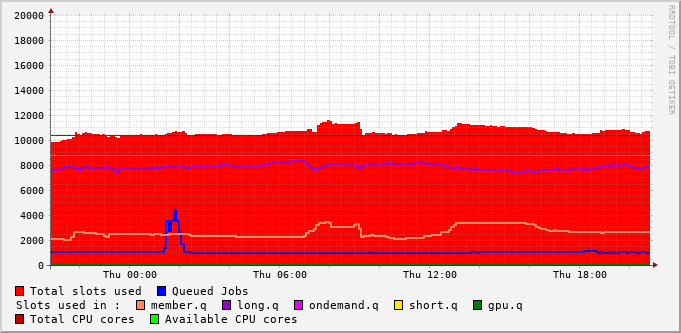 RRDTOOL / TOBI OETIKER
20000
18000
16000
14000
12000
10000
8000
6000
4000
2000
0
Thu 00:00 Thu 06:00 Thu 12:00 Thu 18:00
Total slots used Queued Jobs
Slots used in : member.q long.q ondemand.q short.q gpu.q
Total CPU cores Available CPU cores